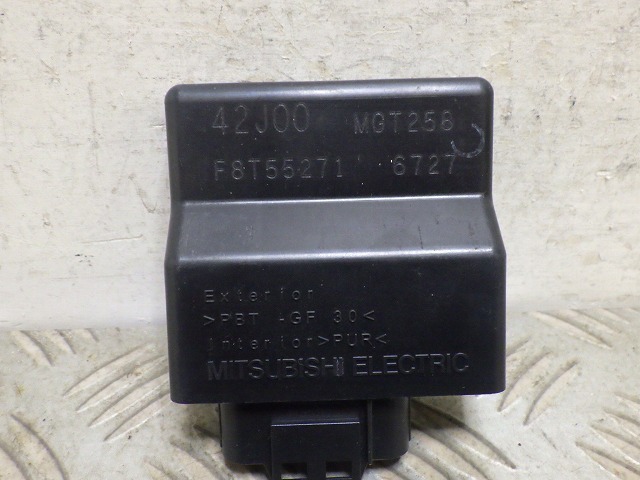 42J00 MGT258
F8T55271 6727
Exterior
>PBT -GF 30<
Interior>PUR<
MITSUBISHI ELECTRIC